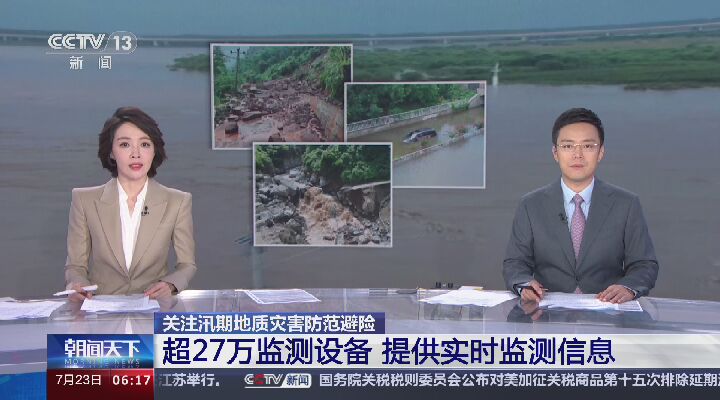 CCTV 13
新闻
关注汛期地质灾害防范避险
朝闻天下
MORNING NEWS
超27万监测设备 提供实时监测信息
7月23日 06:17 江苏举行。 CCTV 新闻 国务院关税税则委员会公布对美加征关税商品第十五次排除延期